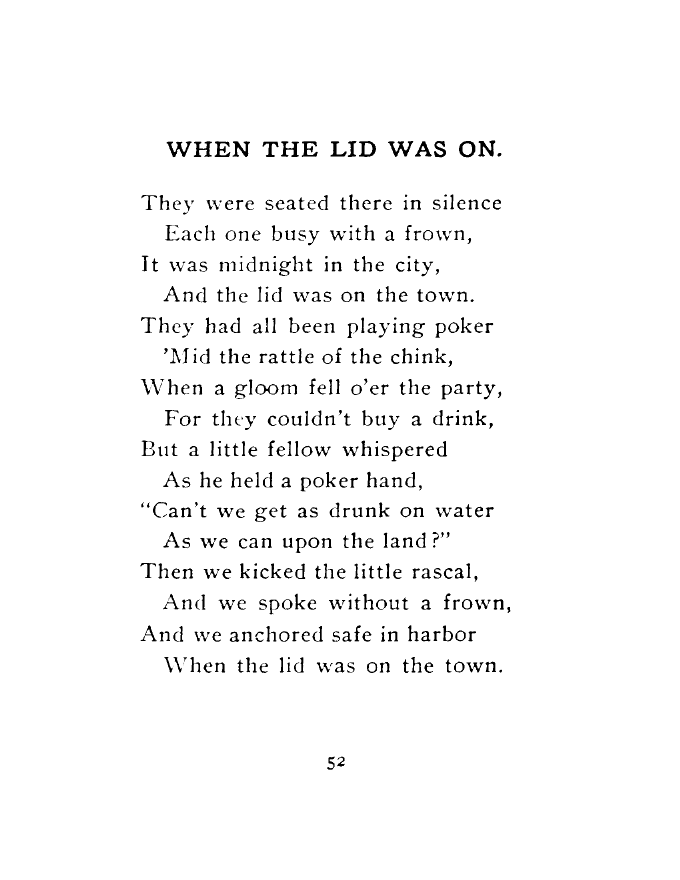 WHEN THE LID WAS ON.
They were seated there in silence
Each one busy with a frown,
It was midnight in the city,
And the lid was on the town.
They had all been playing poker
’Mid the rattle of the chink,
When a gloom fell o’er the party,
For they couldn’t buy a drink,
But a little fellow whispered
As he held a poker hand,
“Can’t we get as drunk on water
As we can upon the land?”
Then we kicked the little rascal,
And we spoke without a frown,
And we anchored safe in harbor
When the lid was on the town.
52